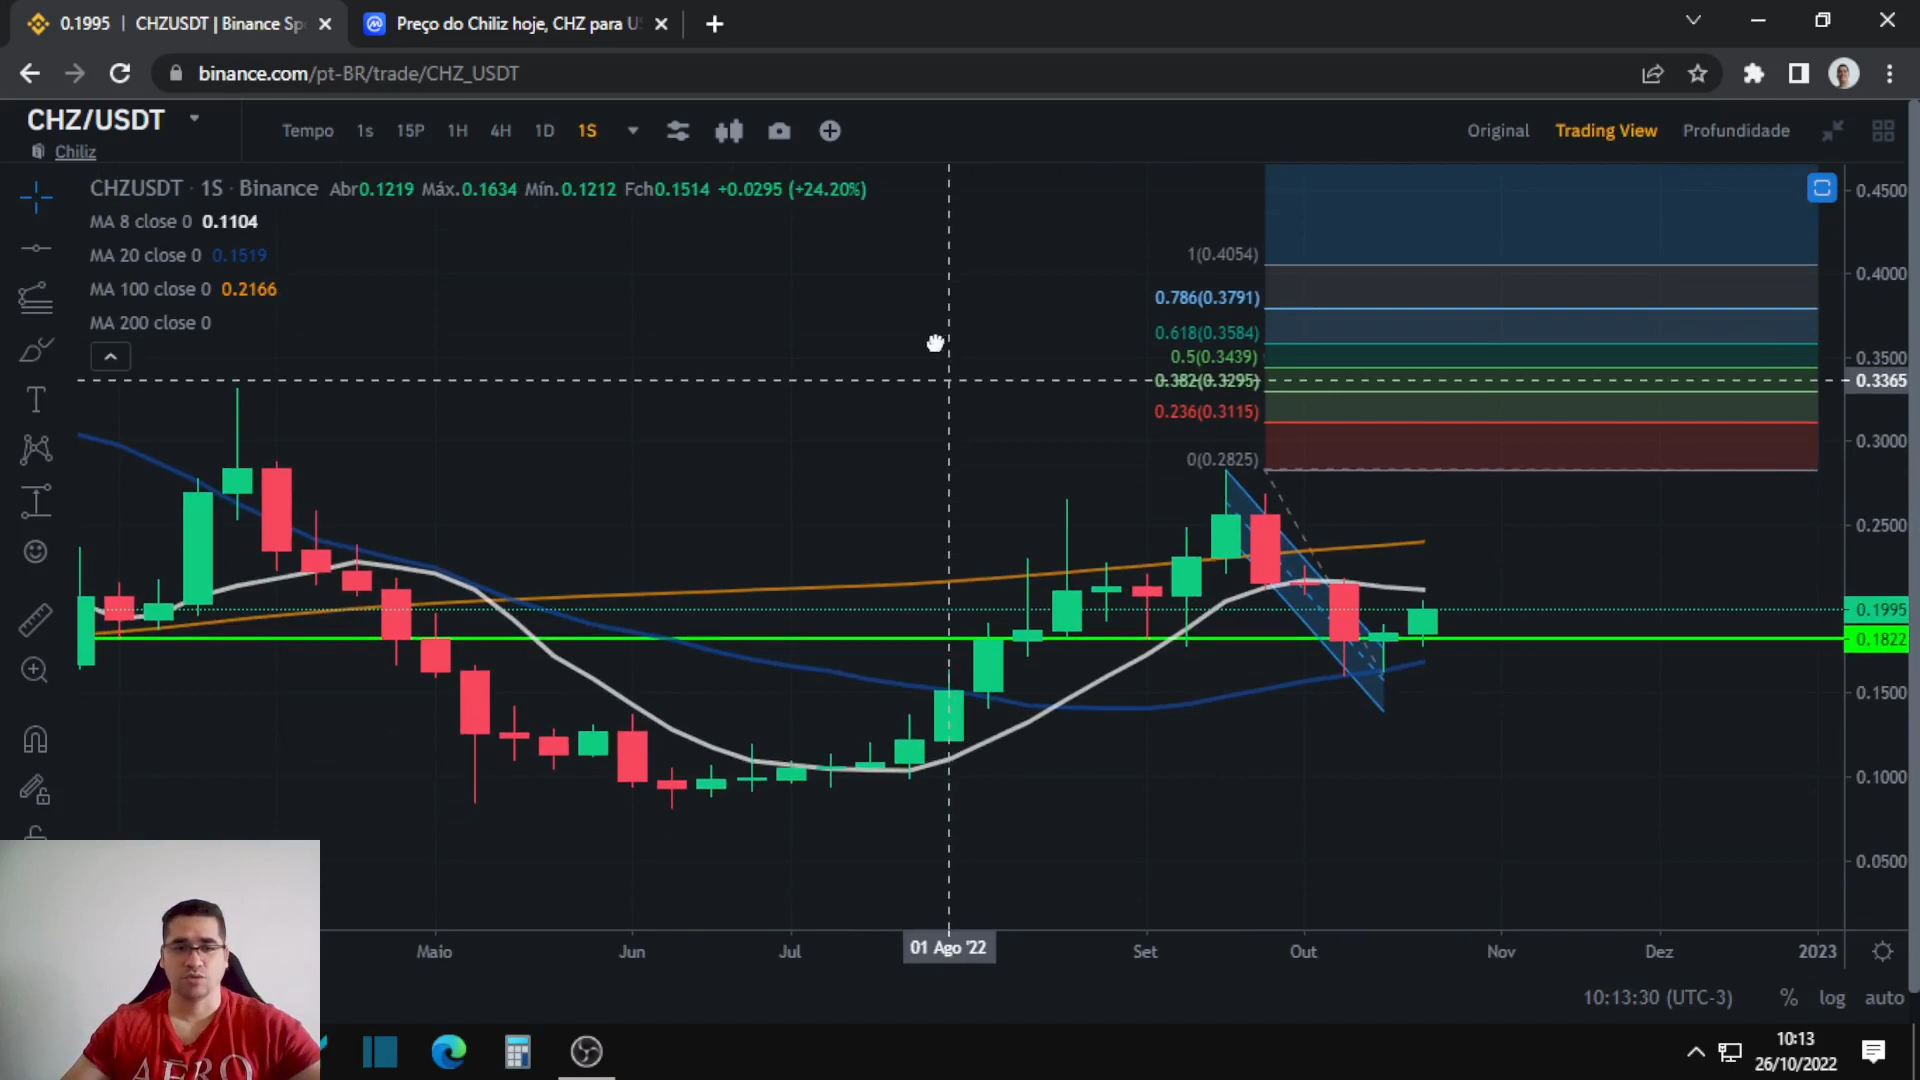 0.1995 | CHZUSDT | Binance Sp
Preço do Chiliz hoje, CHZ para U
binance.com/pt-BR/trade/CHZ_USDT
CHZ/USDT
Chiliz
Tempo 1s 15P 1H 4H 1D 1S
Original Trading View Profundidade
CHZUSDT · 1S · Binance Abr0.1219 Máx.0.1634 Mín.0.1212 Fch0.1514 +0.0295 (+24.20%)
MA 8 close 0 0.1104
MA 20 close 0 0.1519
MA 100 close 0 0.2166
MA 200 close 0
1(0.4054)
0.786(0.3791)
0.618(0.3584)
0.5(0.3439)
0.382(0.3295)
0.236(0.3115)
0(0.2825)
0.4500
0.4000
0.3500
0.3365
0.3000
0.2500
0.1995
0.1822
0.1500
0.1000
0.0500
Maio Jun Jul 01 Ago '22 Set Out Nov Dez 2023
10:13:30 (UTC-3) % log auto
AERO
10:13
26/10/2022